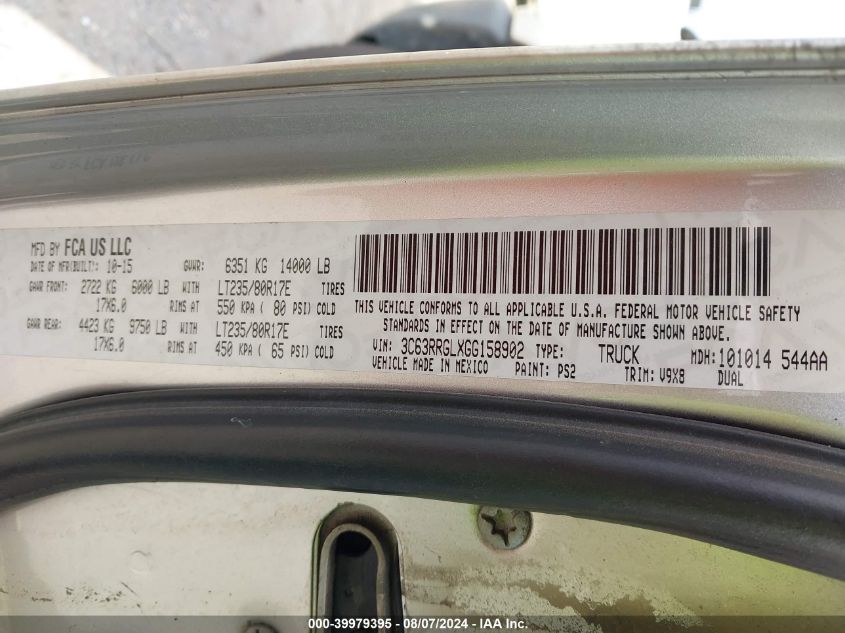 MFD BY FCA US LLC
DATE OF MFR(BUILT): 10-15 GVWR: 6351 KG 14000 LB
GAWR FRONT: 2722 KG 6000 LB WITH LT235/80R17E TIRES
17X6.0 RIMS AT 550 KPA ( 80 PSI) COLD
GAWR REAR: 4423 KG 9750 LB WITH LT235/80R17E TIRES
17X6.0 RIMS AT 450 KPA ( 65 PSI) COLD
THIS VEHICLE CONFORMS TO ALL APPLICABLE U.S.A. FEDERAL MOTOR VEHICLE SAFETY
STANDARDS IN EFFECT ON THE DATE OF MANUFACTURE SHOWN ABOVE.
VIN: 3C63RRGLXGG158902 TYPE: TRUCK MDH: 101014 544AA
VEHICLE MADE IN MEXICO PAINT: PS2 TRIM: V9X8 DUAL
000-39979395 - 08/07/2024 - IAA Inc.